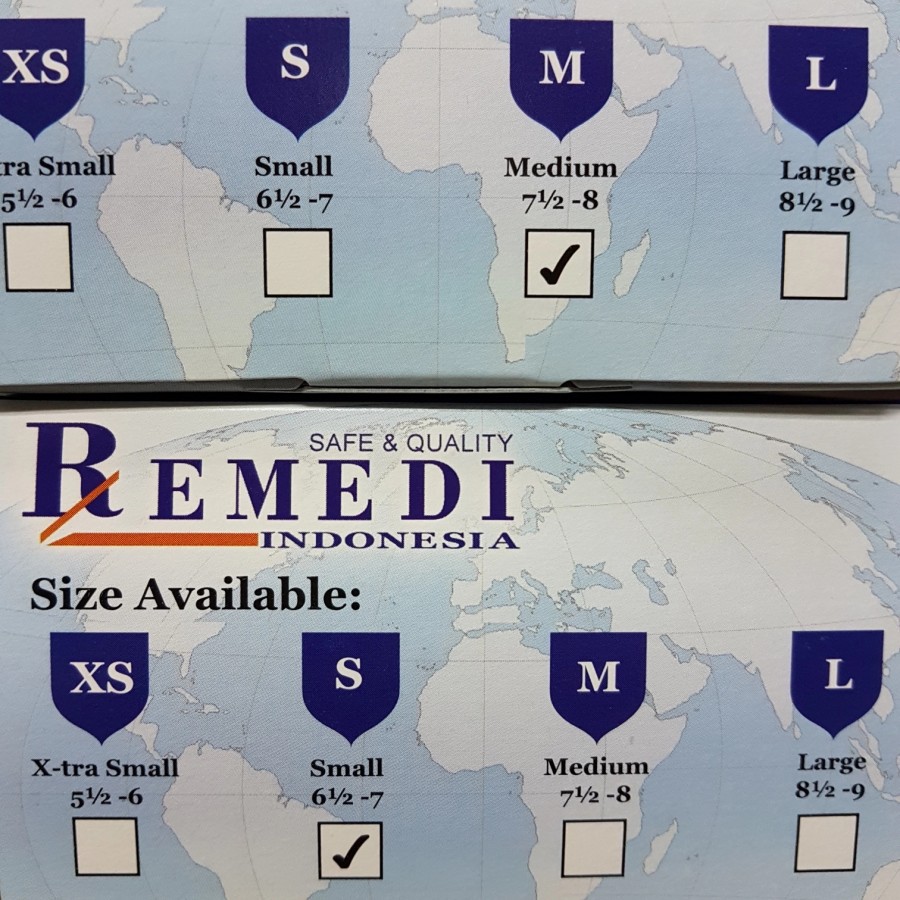 XS S M L
tra Small Small Medium Large
5½ -6 6½ -7 7½ -8 8½ -9
✓
SAFE & QUALITY
REMEDI
INDONESIA
Size Available:
XS S M L
X-tra Small Small Medium Large
5½ -6 6½ -7 7½ -8 8½ -9
✓